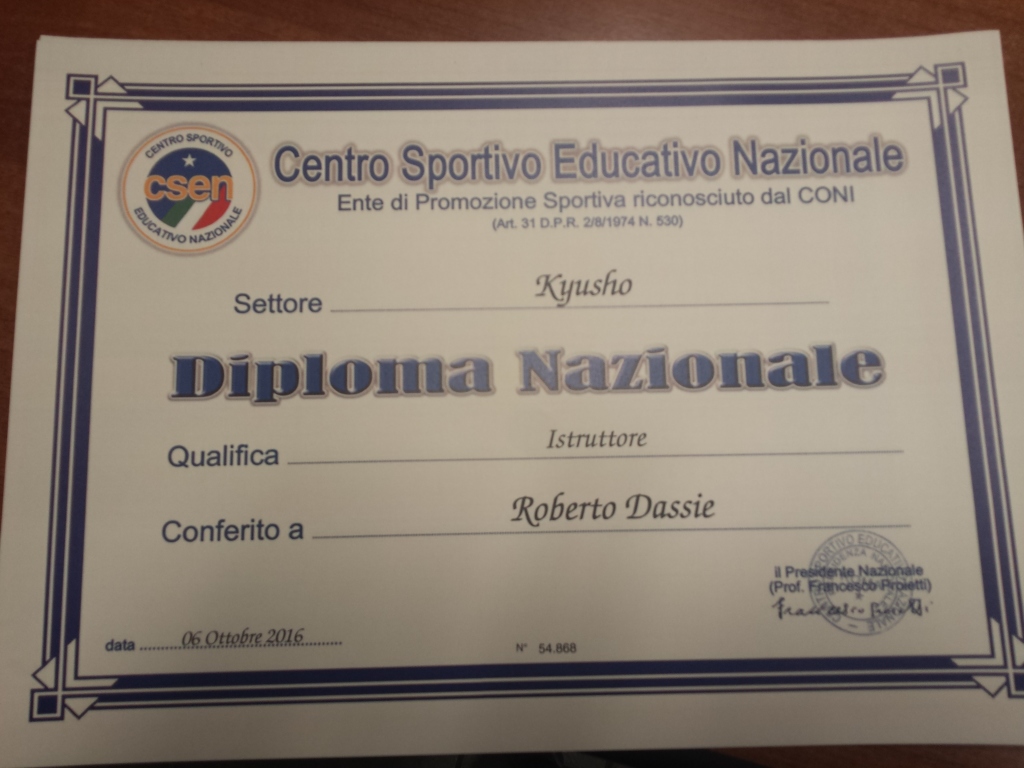 CENTRO SPORTIVO
csen
EDUCATIVO NAZIONALE
Centro Sportivo Educativo Nazionale
Ente di Promozione Sportiva riconosciuto dal CONI
(Art. 31 D.P.R. 2/8/1974 N. 530)
Settore Kyusho
Diploma Nazionale
Qualifica Istruttore
Conferito a Roberto Dassie
il Presidente Nazionale
(Prof. Francesco Proietti)
Francesco Proietti
data 06 Ottobre 2016
N° 54.868